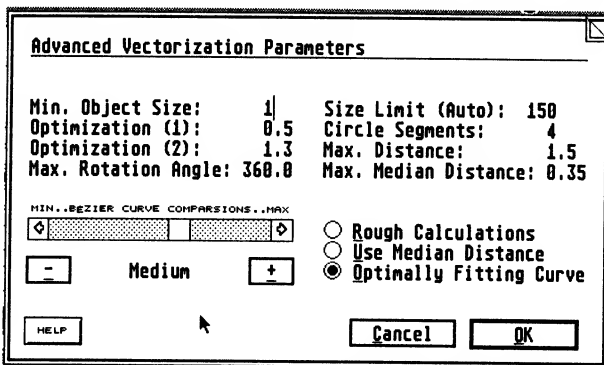 Advanced Vectorization Parameters
Min. Object Size: 1
Optimization (1): 0.5
Optimization (2): 1.3
Max. Rotation Angle: 360.0
Size Limit (Auto): 150
Circle Segments: 4
Max. Distance: 1.5
Max. Median Distance: 0.35
MIN..BEZIER CURVE COMPARSIONS..MAX
- Medium +
Rough Calculations
Use Median Distance
Optimally Fitting Curve
HELP
Cancel
OK